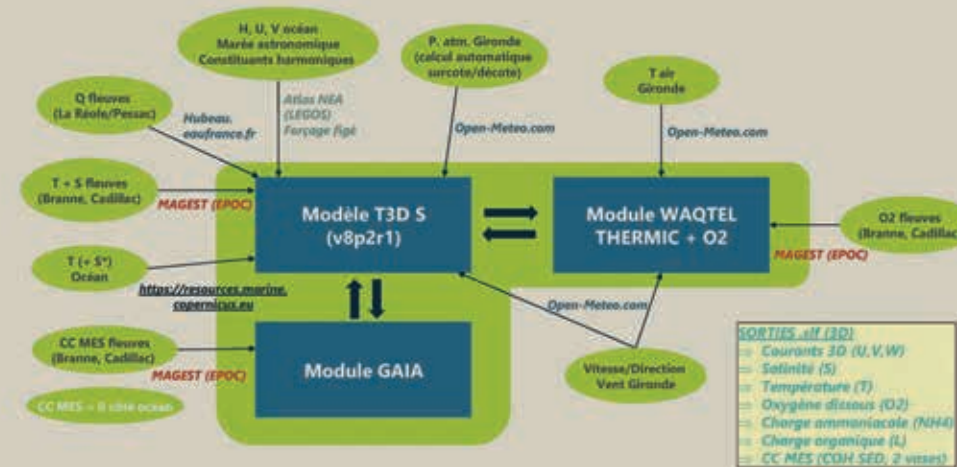 H, U, V océan
Marée astronomique
Constituants harmoniques
P. atm. Gironde
(calcul automatique
surcote/décote)
T air
Gironde
Q fleuves
(La Réole/Pessac)
Hubeau.
eaufrance.fr
Atlas NEA
(LEGOS)
Forçage figé
Open-Meteo.com
Open-Meteo.com
T + S fleuves
(Branne, Cadillac)
MAGEST (EPOC)
Modèle T3D S
(v8p2r1)
Module WAQTEL
THERMIC + O2
O2 fleuves
(Branne, Cadillac)
MAGEST (EPOC)
T (+ S*)
Océan
https://resources.marine.
copernicus.eu
Open-Meteo.com
CC MES fleuves
(Branne, Cadillac)
MAGEST (EPOC)
Module GAIA
Vitesse/Direction
Vent Gironde
CC MES = 0 côté océan
SORTIES .slf (3D)
⇒ Courants 3D (U,V,W)
⇒ Salinité (S)
⇒ Température (T)
⇒ Oxygène dissous (O2)
⇒ Charge ammoniacale (NH4)
⇒ Charge organique (L)
⇒ CC MES (COH SED, 2 vases)